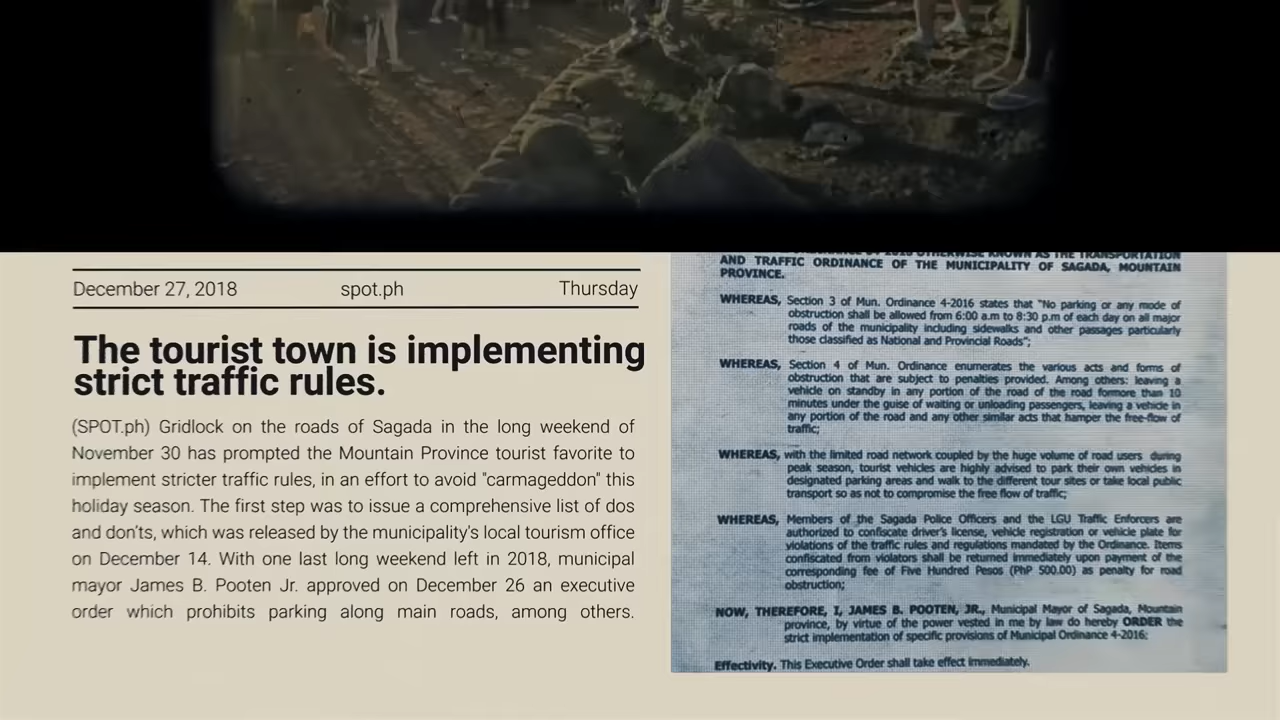 December 27, 2018 spot.ph Thursday
The tourist town is implementing
strict traffic rules.
(SPOT.ph) Gridlock on the roads of Sagada in the long weekend of
November 30 has prompted the Mountain Province tourist favorite to
implement stricter traffic rules, in an effort to avoid "carmageddon" this
holiday season. The first step was to issue a comprehensive list of dos
and don'ts, which was released by the municipality's local tourism office
on December 14. With one last long weekend left in 2018, municipal
mayor James B. Pooten Jr. approved on December 26 an executive
order which prohibits parking along main roads, among others.
OTHERWISE KNOWN AS THE TRANSPORTATION
AND TRAFFIC ORDINANCE OF THE MUNICIPALITY OF SAGADA, MOUNTAIN
PROVINCE.
WHEREAS, Section 3 of Mun. Ordinance 4-2016 states that "No parking or any mode of
obstruction shall be allowed from 6:00 a.m to 8:30 p.m of each day on all major
roads of the municipality including sidewalks and other passages particularly
those classified as National and Provincial Roads";
WHEREAS, Section 4 of Mun. Ordinance enumerates the various acts and forms of
obstruction that are subject to penalties provided. Among others: leaving a
vehicle on standby in any portion of the road of the road formore than 10
minutes under the guise of waiting or unloading passengers, leaving a vehicle in
any portion of the road and any other similar acts that hamper the free-flow of
traffic;
WHEREAS, with the limited road network coupled by the huge volume of road users during
peak season, tourist vehicles are highly advised to park their own vehicles in
designated parking areas and walk to the different tour sites or take local public
transport so as not to compromise the free flow of traffic;
WHEREAS, Members of the Sagada Police Officers and the LGU Traffic Enforcers are
authorized to confiscate driver's license, vehicle registration or vehicle plate for
violations of the traffic rules and regulations mandated by the Ordinance. Items
confiscated from violators shall be returned immediately upon payment of the
corresponding fee of Five Hundred Pesos (PhP 500.00) as penalty for road
obstruction;
NOW, THEREFORE, I, JAMES B. POOTEN, JR., Municipal Mayor of Sagada, Mountain
province, by virtue of the power vested in me by law do hereby ORDER the
strict implementation of specific provisions of Municipal Ordinance 4-2016:
Effectivity. This Executive Order shall take effect immediately.